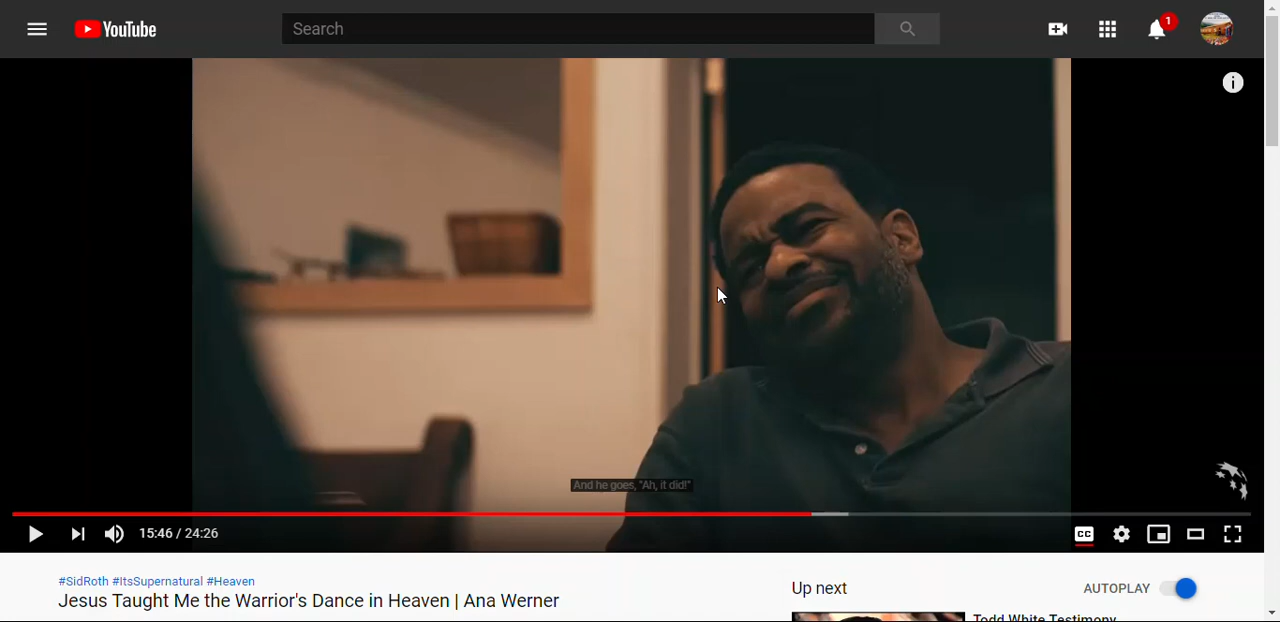 YouTube
Search
1
And he goes, "Ah, it did!"
15:46 / 24:26
CC
#SidRoth #ItsSupernatural #Heaven
Jesus Taught Me the Warrior's Dance in Heaven | Ana Werner
Up next
AUTOPLAY
Todd White Testimony